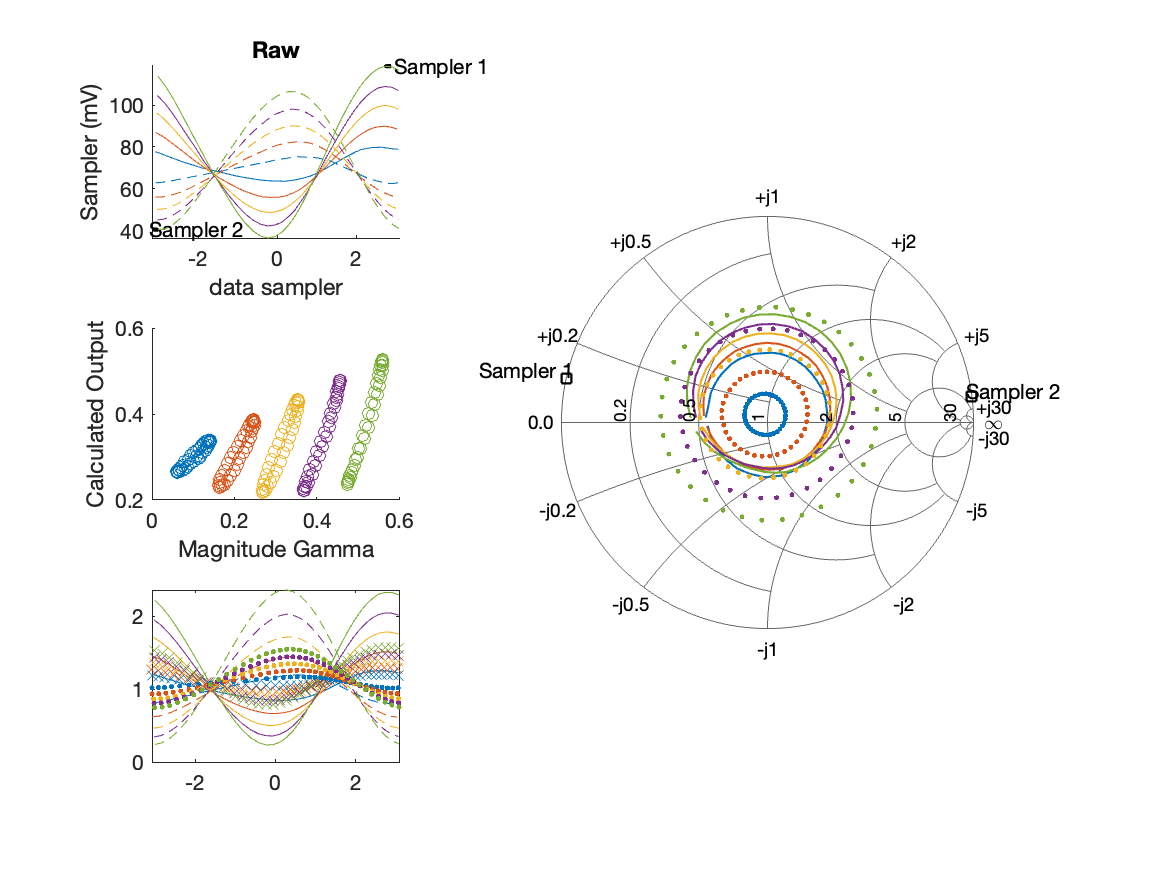 Raw
Sampler (mV)
100
80
60
40
Sampler 1
Sampler 2
-2
0
2
data sampler
Calculated Output
0.6
0.4
0.2
0
0.2
0.4
0.6
Magnitude Gamma
2
1
0
-2
0
2
+j1
+j0.5
+j2
+j0.2
+j5
Sampler 1
Sampler 2
+j30
0.0
0.2
0.5
1
2
5
30
∞
-j30
-j0.2
-j5
-j0.5
-j2
-j1